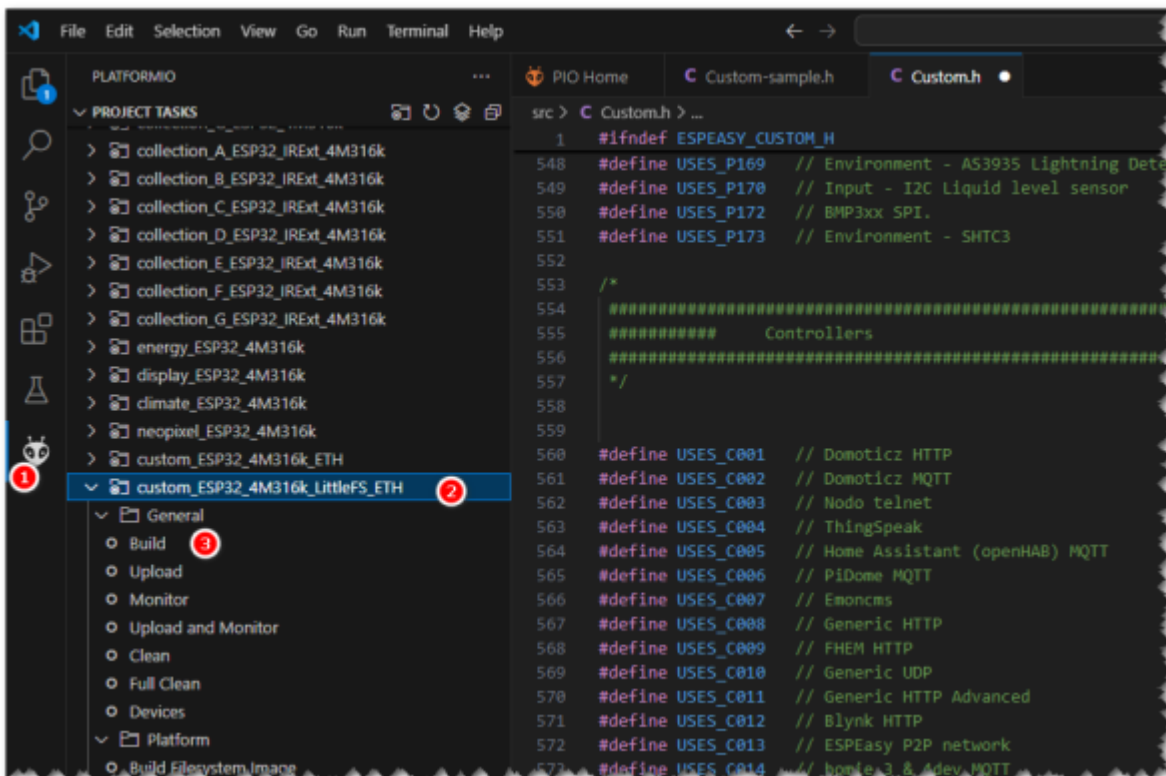 File Edit Selection View Go Run Terminal Help
PLATFORMIO
PROJECT TASKS
collection_A_ESP32_IRExt_4M316k
collection_B_ESP32_IRExt_4M316k
collection_C_ESP32_IRExt_4M316k
collection_D_ESP32_IRExt_4M316k
collection_E_ESP32_IRExt_4M316k
collection_F_ESP32_IRExt_4M316k
collection_G_ESP32_IRExt_4M316k
energy_ESP32_4M316k
display_ESP32_4M316k
climate_ESP32_4M316k
neopixel_ESP32_4M316k
custom_ESP32_4M316k_ETH
custom_ESP32_4M316k_LittleFS_ETH 2
General
Build 3
Upload
Monitor
Upload and Monitor
Clean
Full Clean
Devices
Platform
Build Filesystem Image
1
1
PIO Home C Custom-sample.h C Custom.h
src > C Custom.h > ...
1 #ifndef ESPEASY_CUSTOM_H
548 #define USES_P169 // Environment - AS3935 Lightning Dete
549 #define USES_P170 // Input - I2C Liquid level sensor
550 #define USES_P172 // BMP3xx SPI.
551 #define USES_P173 // Environment - SHTC3
552
553 /*
554 #########################################################
555 ########### Controllers
556 #########################################################
557 */
558
559
560 #define USES_C001 // Domoticz HTTP
561 #define USES_C002 // Domoticz MQTT
562 #define USES_C003 // Nodo telnet
563 #define USES_C004 // ThingSpeak
564 #define USES_C005 // Home Assistant (openHAB) MQTT
565 #define USES_C006 // PiDome MQTT
566 #define USES_C007 // Emoncms
567 #define USES_C008 // Generic HTTP
568 #define USES_C009 // FHEM HTTP
569 #define USES_C010 // Generic UDP
570 #define USES_C011 // Generic HTTP Advanced
571 #define USES_C012 // Blynk HTTP
572 #define USES_C013 // ESPEasy P2P network
573 #define USES_C014 // homie 3 & 4dev MQTT